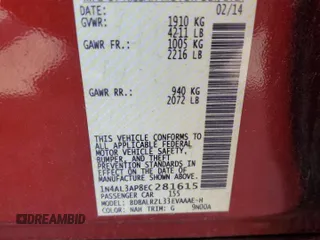 DATE: 02/14
GVWR: 1910 KG
4211 LB
GAWR FR: 1005 KG
2216 LB
GAWR RR: 940 KG
2072 LB
THIS VEHICLE CONFORMS TO
ALL APPLICABLE FEDERAL
MOTOR VEHICLE SAFETY, BUMPER,
AND THEFT PREVENTION
STANDARDS IN EFFECT ON THE
DATE OF MANUFACTURE
SHOWN ABOVE.
1N4AL3AP8EC281615
PASSENGER CAR 155
MODEL: BDBALRZL33EVAAAE-H
COLOR: NAH TRIM: G 9N00A